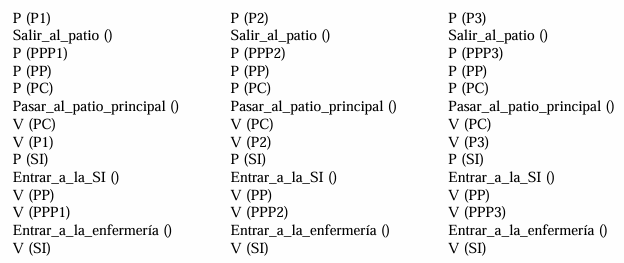 P (P1)
Salir_al_patio ()
P (PPP1)
P (PP)
P (PC)
Pasar_al_patio_principal ()
V (PC)
V (P1)
P (SI)
Entrar_a_la_SI ()
V (PP)
V (PPP1)
Entrar_a_la_enfermería ()
V (SI)
P (P2)
Salir_al_patio ()
P (PPP2)
P (PP)
P (PC)
Pasar_al_patio_principal ()
V (PC)
V (P2)
P (SI)
Entrar_a_la_SI ()
V (PP)
V (PPP2)
Entrar_a_la_enfermería ()
V (SI)
P (P3)
Salir_al_patio ()
P (PPP3)
P (PP)
P (PC)
Pasar_al_patio_principal ()
V (PC)
V (P3)
P (SI)
Entrar_a_la_SI ()
V (PP)
V (PPP3)
Entrar_a_la_enfermería ()
V (SI)